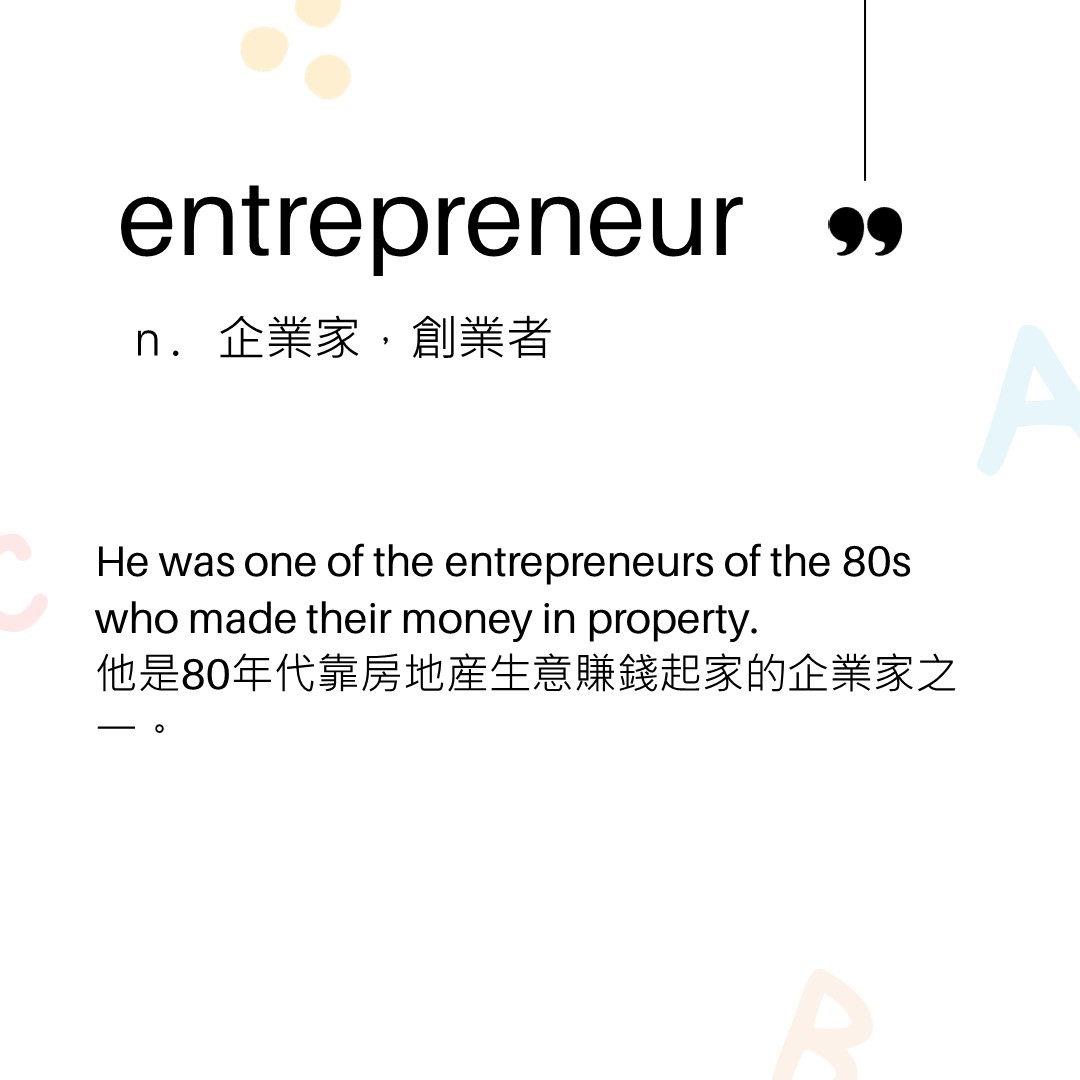 entrepreneur ❟❟
n. 企業家，創業者
He was one of the entrepreneurs of the 80s
who made their money in property.
他是80年代靠房地産生意賺錢起家的企業家之
一。
A
C
B